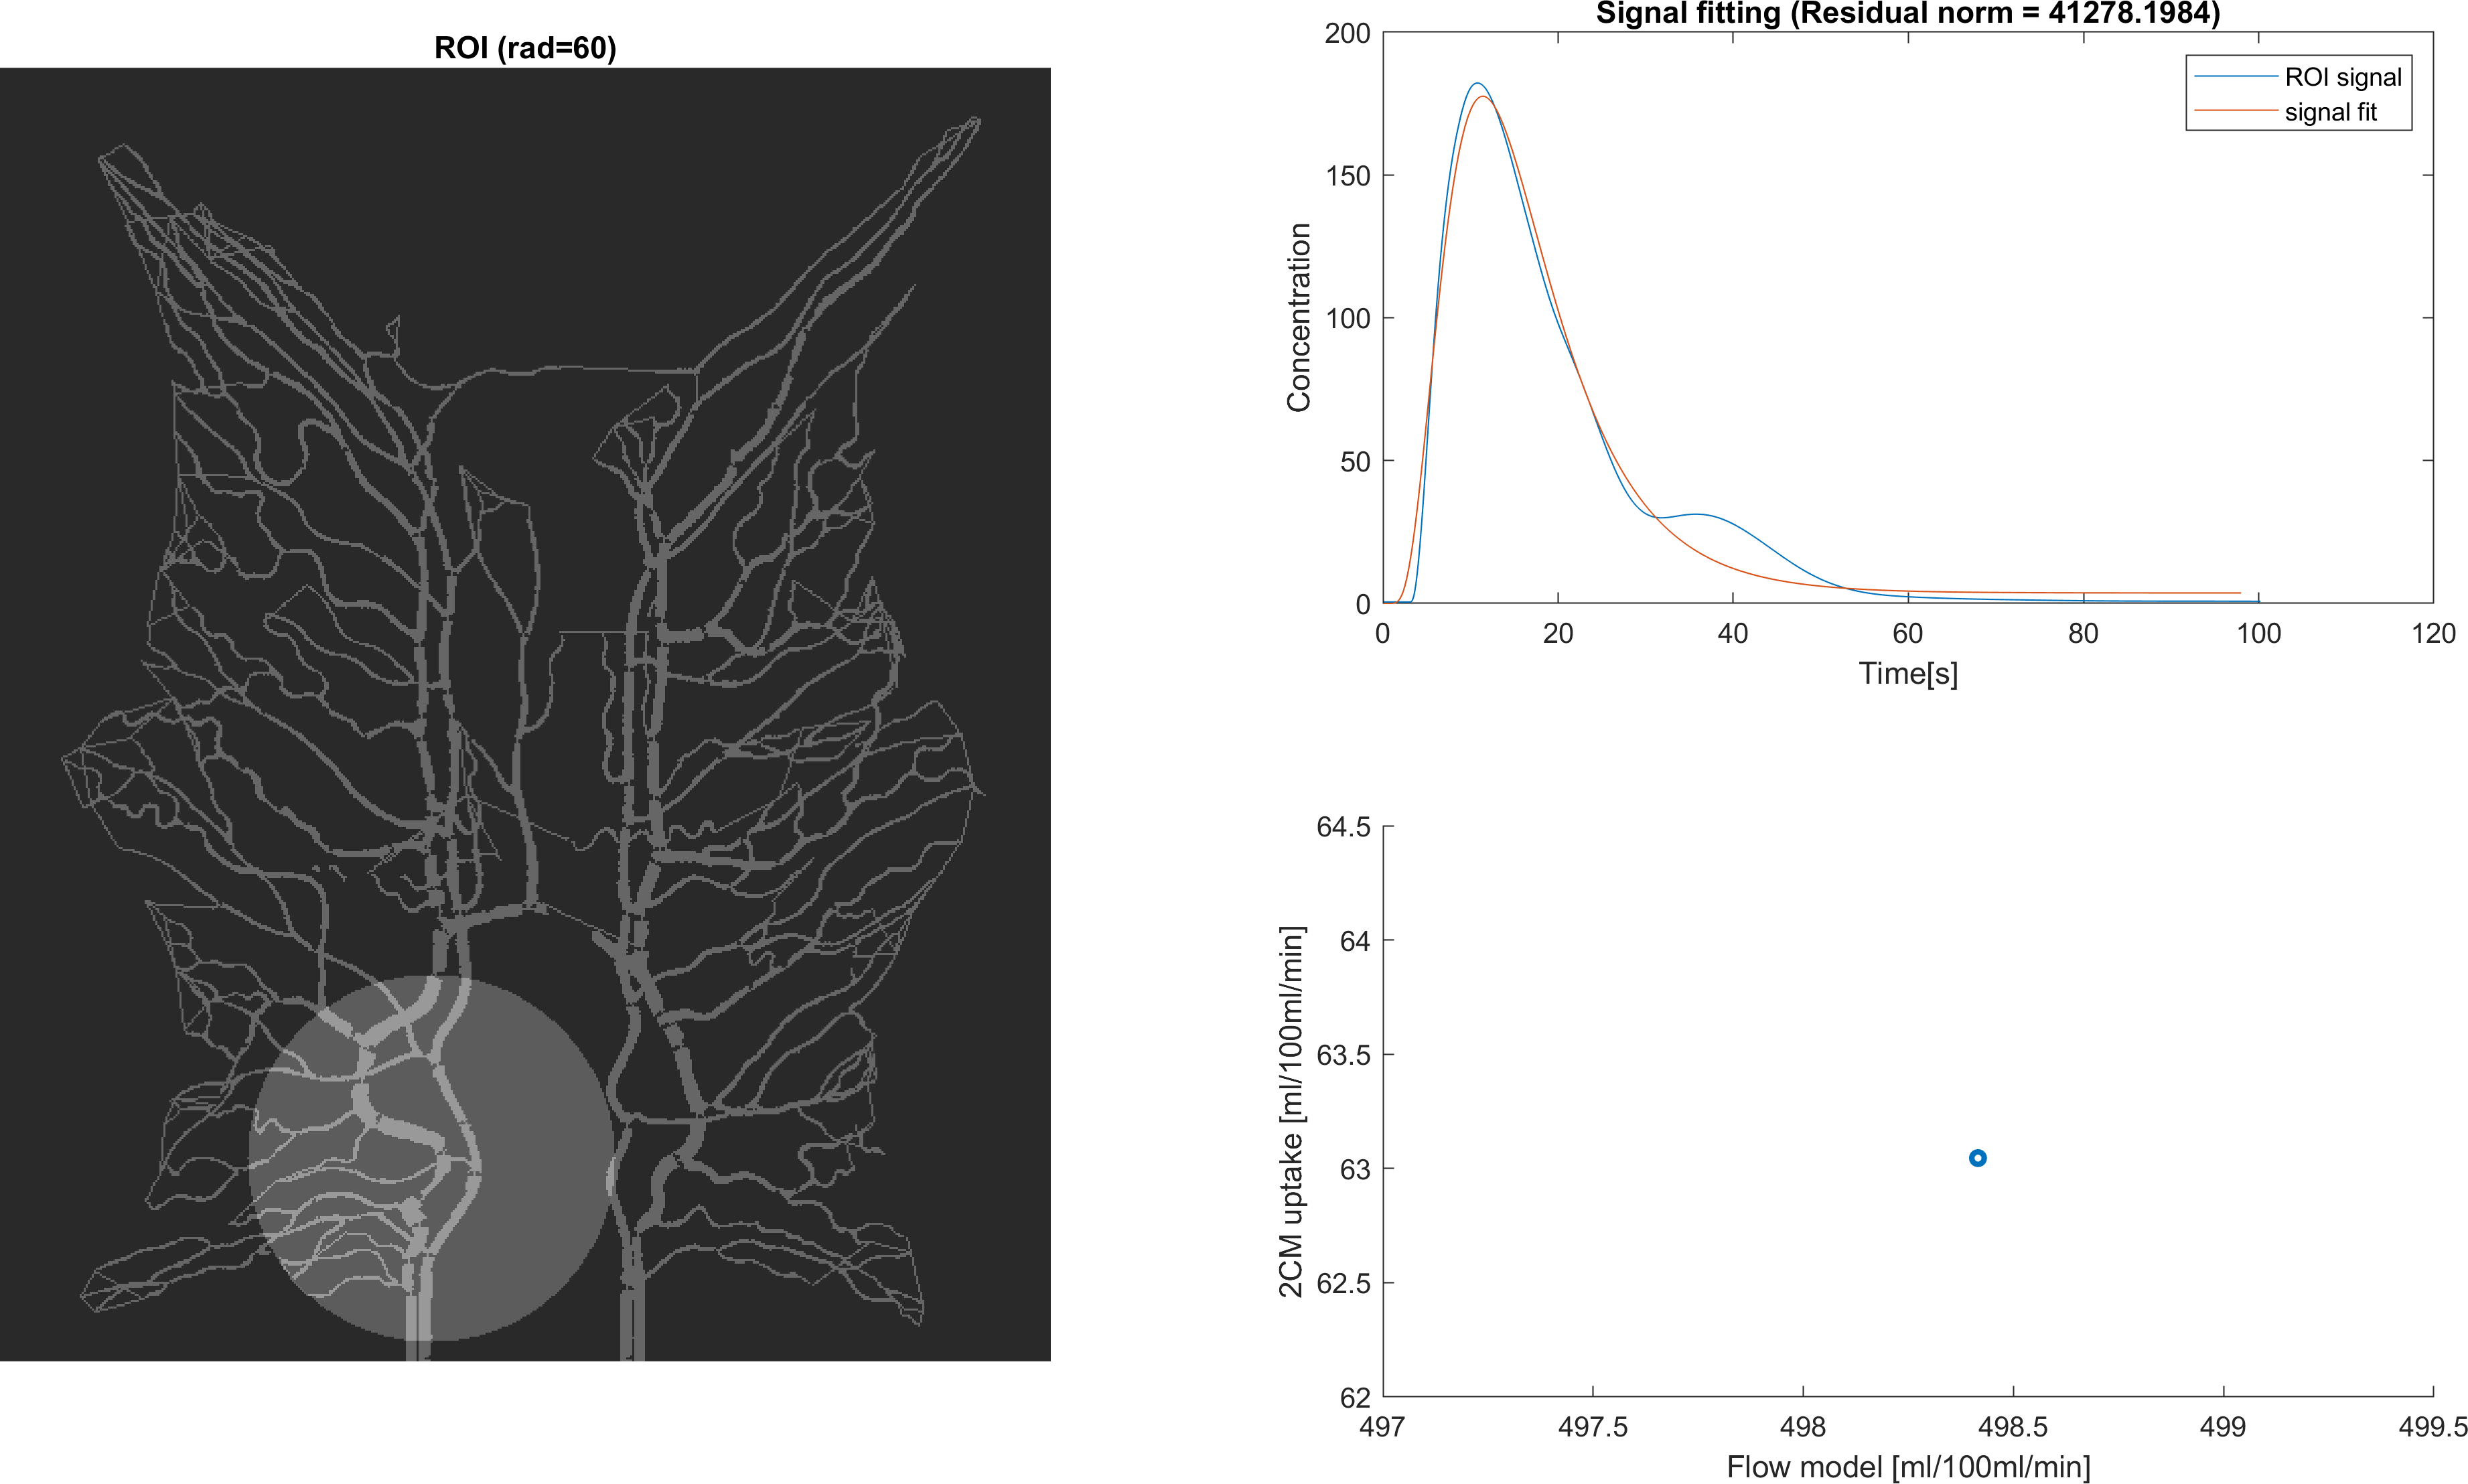 ROI (rad=60)
Signal fitting (Residual norm = 41278.1984)
200
150
100
50
0
Concentration
ROI signal
signal fit
0 20 40 60 80 100 120
Time[s]
64.5
64
63.5
63
62.5
62
2CM uptake [ml/100ml/min]
497 497.5 498 498.5 499 499.5
Flow model [ml/100ml/min]